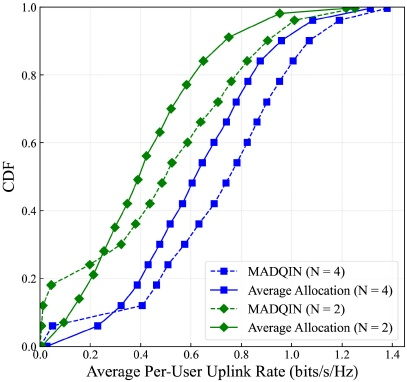 1.0
0.8
0.6
0.4
0.2
0.0
CDF
0.0 0.2 0.4 0.6 0.8 1.0 1.2 1.4
Average Per-User Uplink Rate (bits/s/Hz)
MADQIN (N = 4)
Average Allocation (N = 4)
MADQIN (N = 2)
Average Allocation (N = 2)